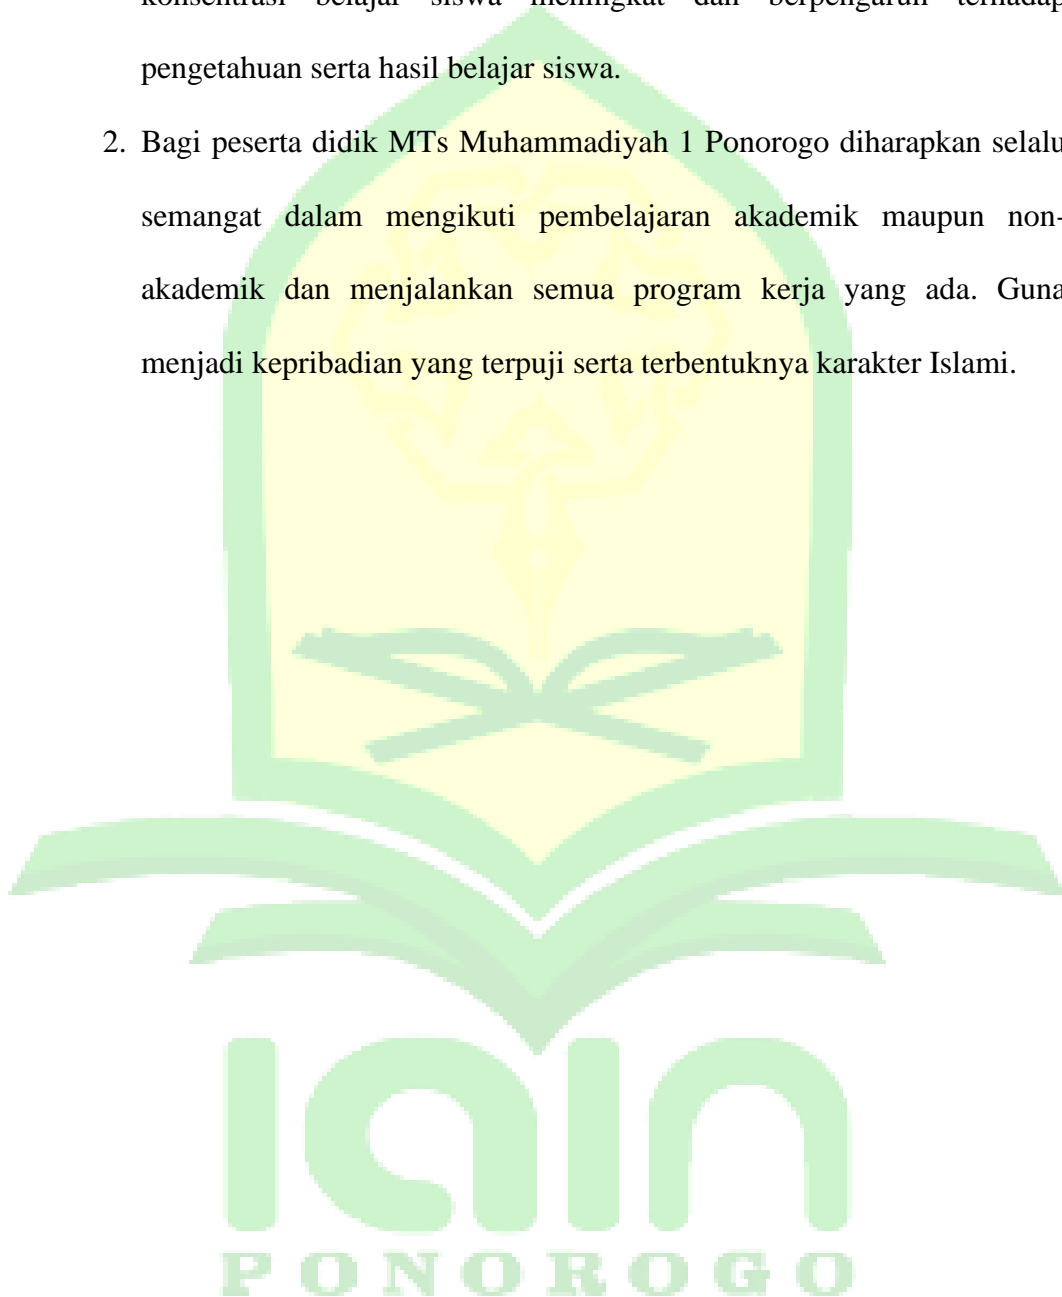 konsentrasi belajar siswa meningkat dan berpengaruh terhadap
pengetahuan serta hasil belajar siswa.
2. Bagi peserta didik MTs Muhammadiyah 1 Ponorogo diharapkan selalu
semangat dalam mengikuti pembelajaran akademik maupun non-
akademik dan menjalankan semua program kerja yang ada. Guna
menjadi kepribadian yang terpuji serta terbentuknya karakter Islami.
IAIN
PONOROGO